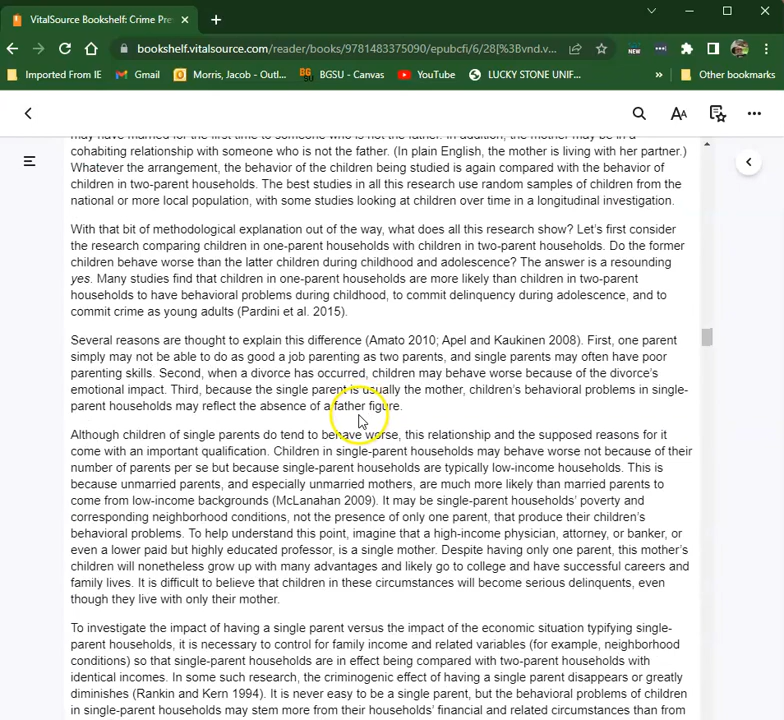 VitalSource Bookshelf: Crime Pre
bookshelf.vitalsource.com/reader/books/9781483375090/epubcfi/6/28[%3Bvnd.v...
NEW
Imported From IE
Gmail
Morris, Jacob - Outl...
BGSU - Canvas
YouTube
LUCKY STONE UNIF...
»
Other bookmarks
AA
may have married for the first time to someone who is not the father. In addition, the mother may be in a
cohabiting relationship with someone who is not the father. (In plain English, the mother is living with her partner.)
Whatever the arrangement, the behavior of the children being studied is again compared with the behavior of
children in two-parent households. The best studies in all this research use random samples of children from the
national or more local population, with some studies looking at children over time in a longitudinal investigation.
With that bit of methodological explanation out of the way, what does all this research show? Let's first consider
the research comparing children in one-parent households with children in two-parent households. Do the former
children behave worse than the latter children during childhood and adolescence? The answer is a resounding
yes. Many studies find that children in one-parent households are more likely than children in two-parent
households to have behavioral problems during childhood, to commit delinquency during adolescence, and to
commit crime as young adults (Pardini et al. 2015).
Several reasons are thought to explain this difference (Amato 2010; Apel and Kaukinen 2008). First, one parent
simply may not be able to do as good a job parenting as two parents, and single parents may often have poor
parenting skills. Second, when a divorce has occurred, children may behave worse because of the divorce's
emotional impact. Third, because the single parent is usually the mother, children's behavioral problems in single-
parent households may reflect the absence of a father figure.
Although children of single parents do tend to behave worse, this relationship and the supposed reasons for it
come with an important qualification. Children in single-parent households may behave worse not because of their
number of parents per se but because single-parent households are typically low-income households. This is
because unmarried parents, and especially unmarried mothers, are much more likely than married parents to
come from low-income backgrounds (McLanahan 2009). It may be single-parent households' poverty and
corresponding neighborhood conditions, not the presence of only one parent, that produce their children's
behavioral problems. To help understand this point, imagine that a high-income physician, attorney, or banker, or
even a lower paid but highly educated professor, is a single mother. Despite having only one parent, this mother's
children will nonetheless grow up with many advantages and likely go to college and have successful careers and
family lives. It is difficult to believe that children in these circumstances will become serious delinquents, even
though they live with only their mother.
To investigate the impact of having a single parent versus the impact of the economic situation typifying single-
parent households, it is necessary to control for family income and related variables (for example, neighborhood
conditions) so that single-parent households are in effect being compared with two-parent households with
identical incomes. In some such research, the criminogenic effect of having a single parent disappears or greatly
diminishes (Rankin and Kern 1994). It is never easy to be a single parent, but the behavioral problems of children
in single-parent households may stem more from their households' financial and related circumstances than from